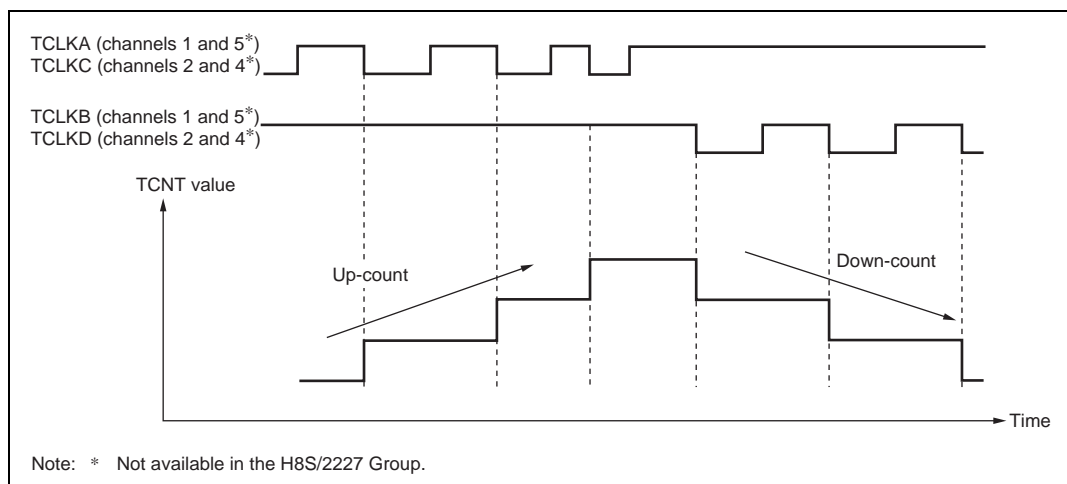 TCLKA (channels 1 and 5*)
TCLKC (channels 2 and 4*)
TCLKB (channels 1 and 5*)
TCLKD (channels 2 and 4*)
TCNT value
Up-count
Down-count
Time
Note: * Not available in the H8S/2227 Group.